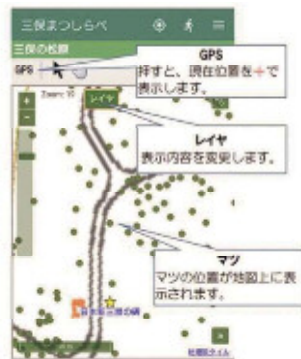 三保まつしらべ
三保の松原
GPS
GPS
押すと、現在位置を+で
表示します。
レイヤ
レイヤ
表示内容を変更します。
マツ
マツの位置が地図上に表
示されます。